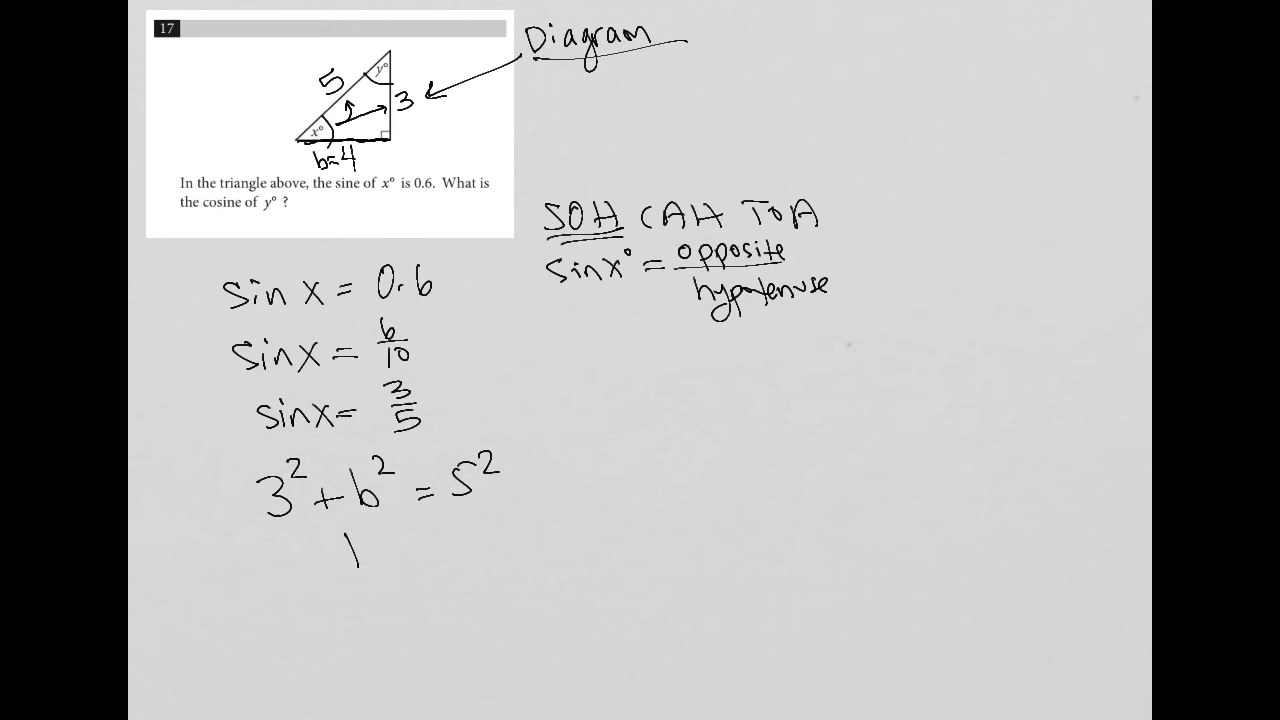 17
Diagram
5
y°
3
x°
b=4
In the triangle above, the sine of x° is 0.6. What is
the cosine of y° ?
SOH CAH TOA
sin x° = opposite / hypotenuse
sin x = 0.6
sin x = 6/10
sin x = 3/5
3² + b² = 5²